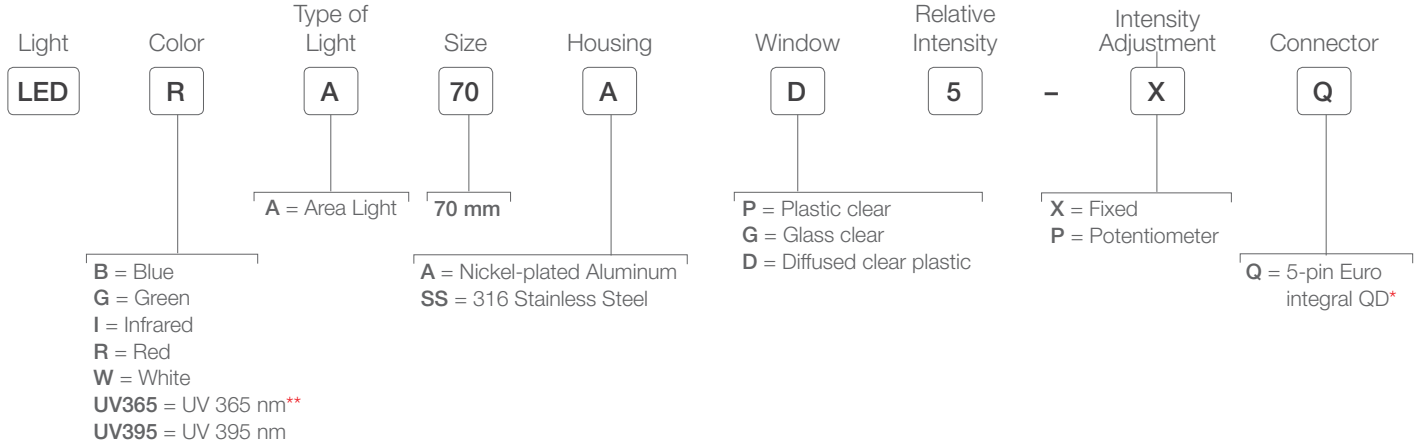 Light
Color
Type of
Light
Size
Housing
Window
Relative
Intensity
Intensity
Adjustment
Connector
LED
R
A
70
A
D
5
–
X
Q
A = Area Light
70 mm
P = Plastic clear
G = Glass clear
D = Diffused clear plastic
X = Fixed
P = Potentiometer
B = Blue
G = Green
I = Infrared
R = Red
W = White
UV365 = UV 365 nm**
UV395 = UV 395 nm
A = Nickel-plated Aluminum
SS = 316 Stainless Steel
Q = 5-pin Euro
integral QD*